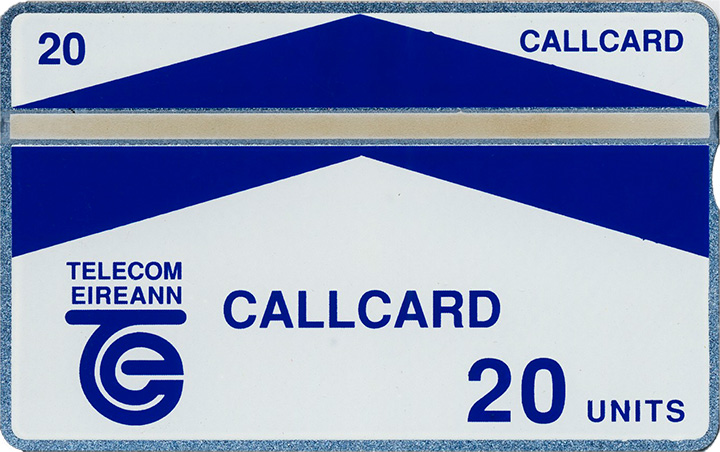 20
CALLCARD
TELECOM
EIREANN
CALLCARD
20 UNITS